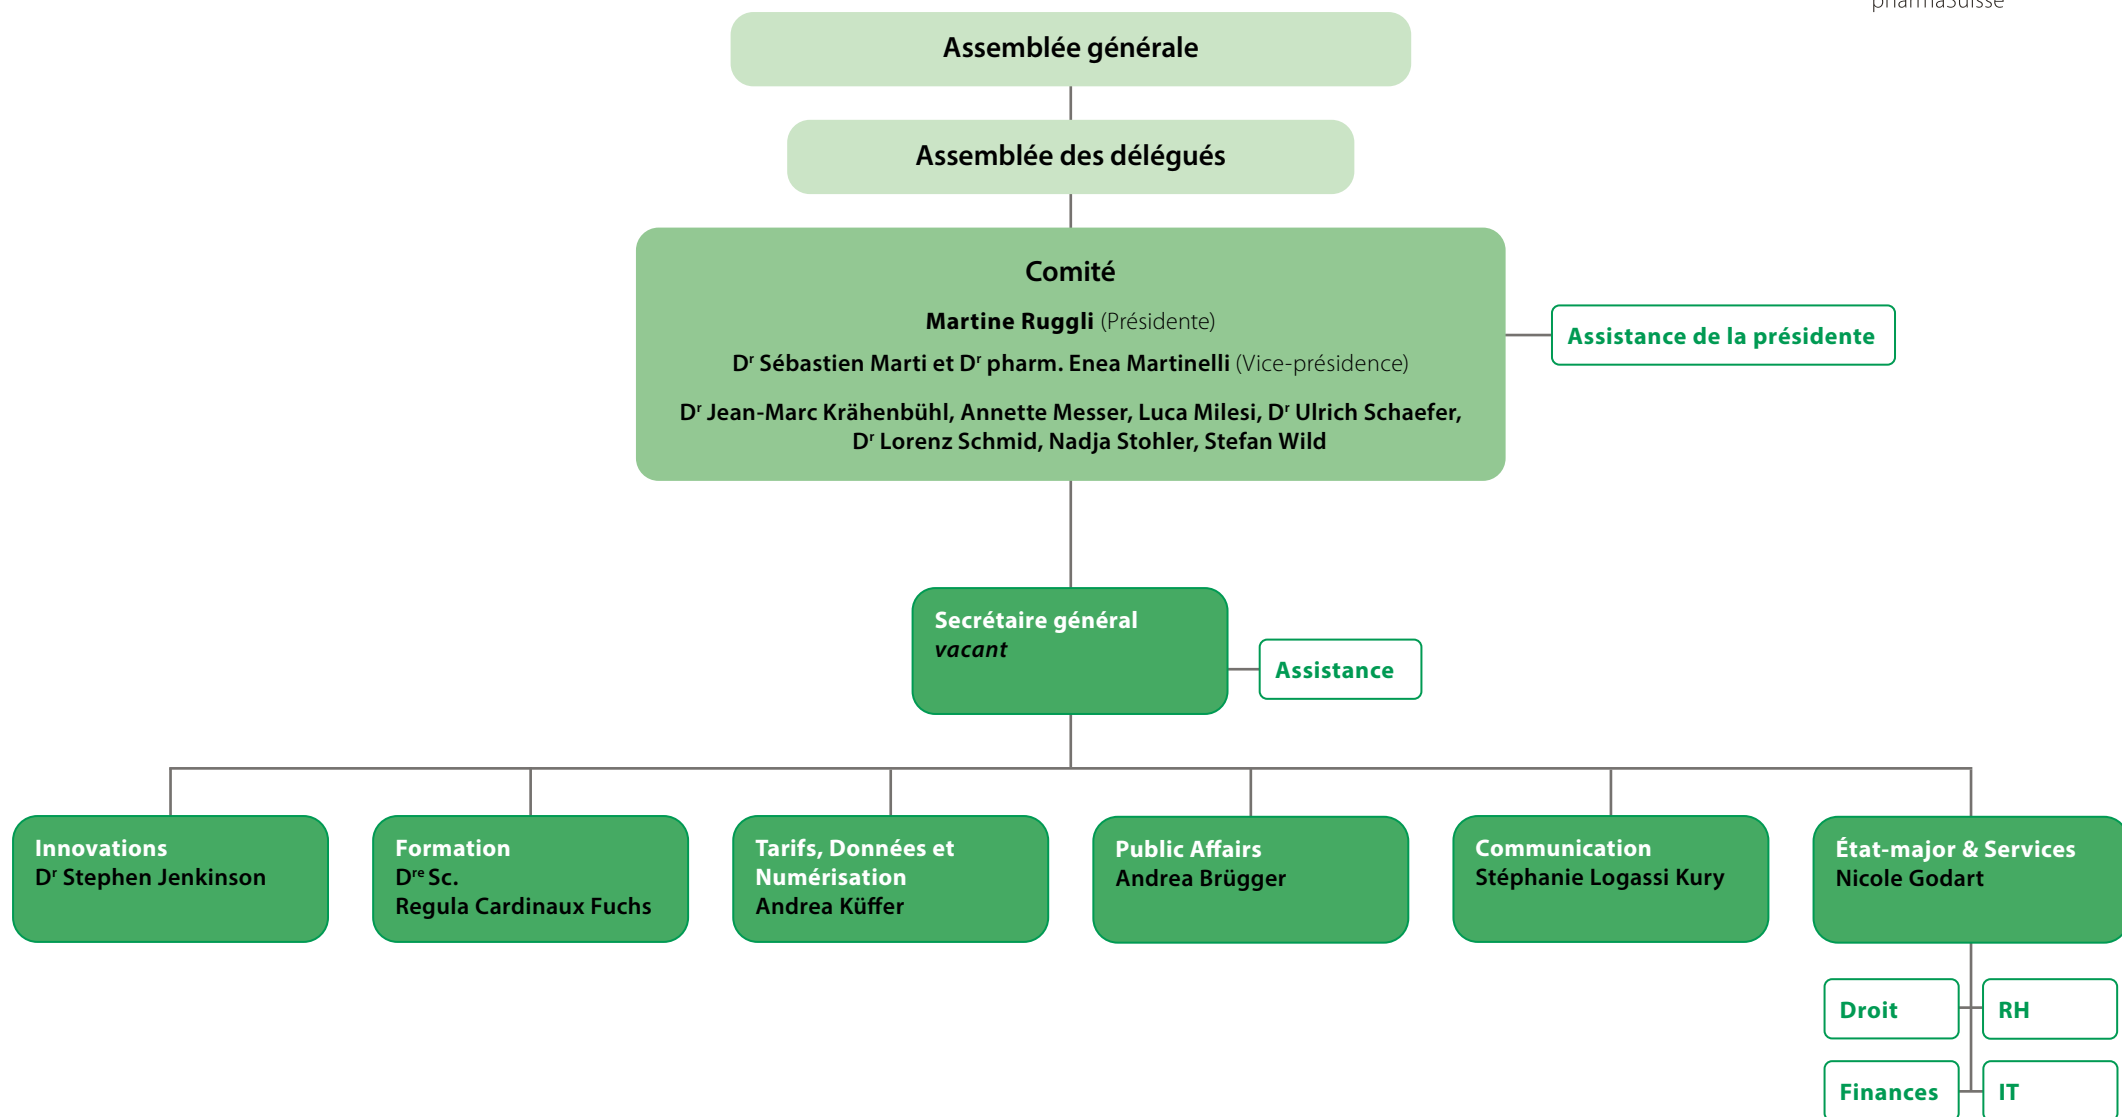 pharmaSuisse
Assemblée générale
Assemblée des délégués
Comité
Martine Ruggli (Présidente)
Dr Sébastien Marti et Dr pharm. Enea Martinelli (Vice-présidence)
Dr Jean-Marc Krähenbühl, Annette Messer, Luca Milesi, Dr Ulrich Schaefer,
Dr Lorenz Schmid, Nadja Stohler, Stefan Wild
Assistance de la présidente
Secrétaire général
vacant
Assistance
Innovations
Dr Stephen Jenkinson
Formation
Dre Sc.
Regula Cardinaux Fuchs
Tarifs, Données et
Numérisation
Andrea Küffer
Public Affairs
Andrea Brügger
Communication
Stéphanie Logassi Kury
État-major & Services
Nicole Godart
Droit
RH
Finances
IT